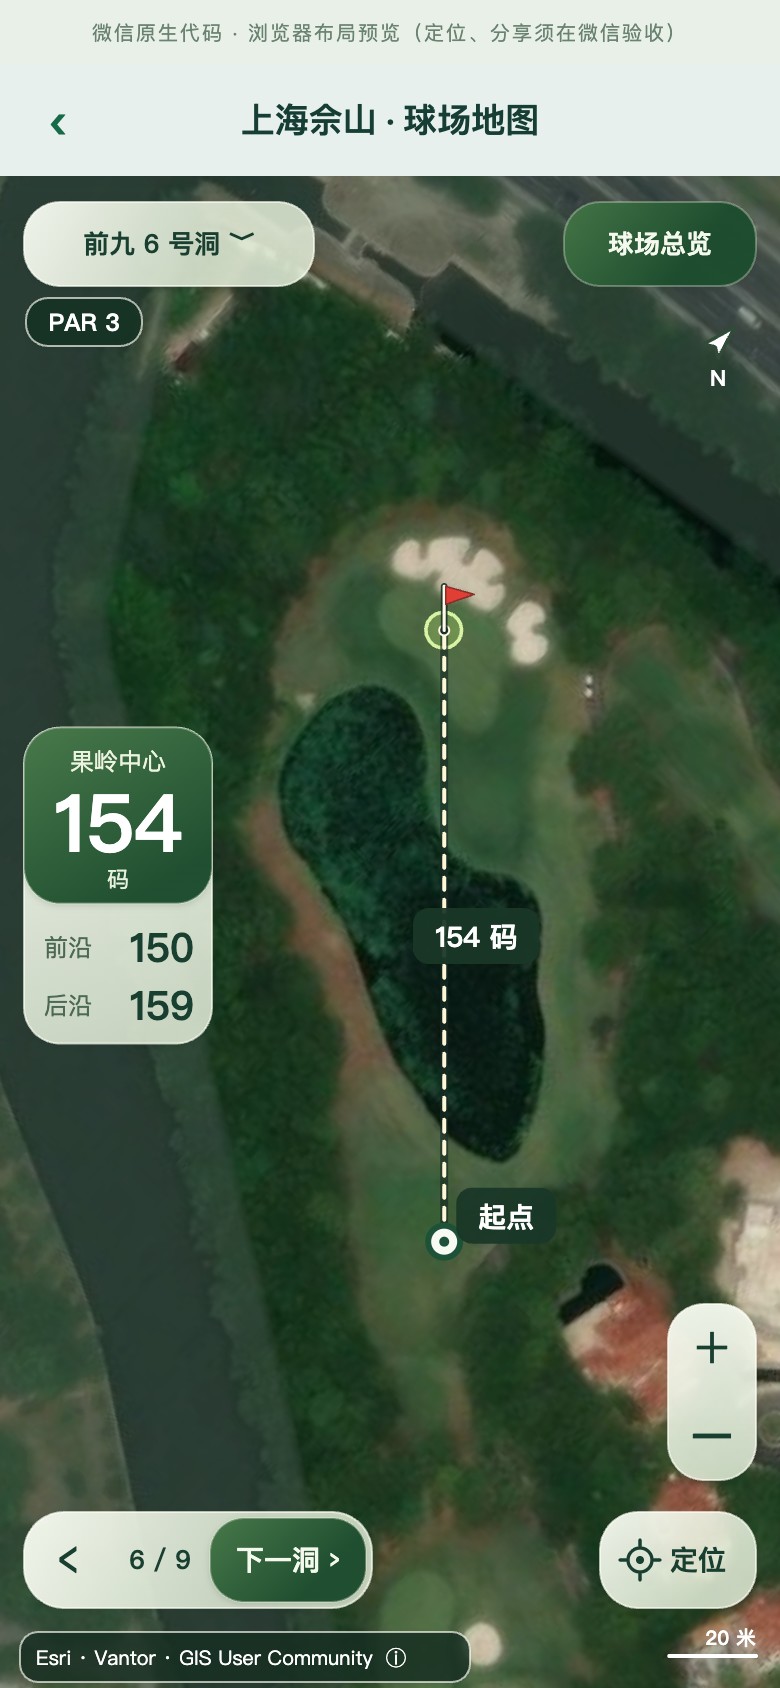 微信原生代码 · 浏览器布局预览（定位、分享须在微信验收）
‹ 上海佘山 · 球场地图
前九 6 号洞
球场总览
PAR 3
N
果岭中心
154
码
前沿 150
后沿 159
154 码
起点
+
—
< 6 / 9 下一洞 ›
定位
20 米
Esri · Vantor · GIS User Community ⓘ